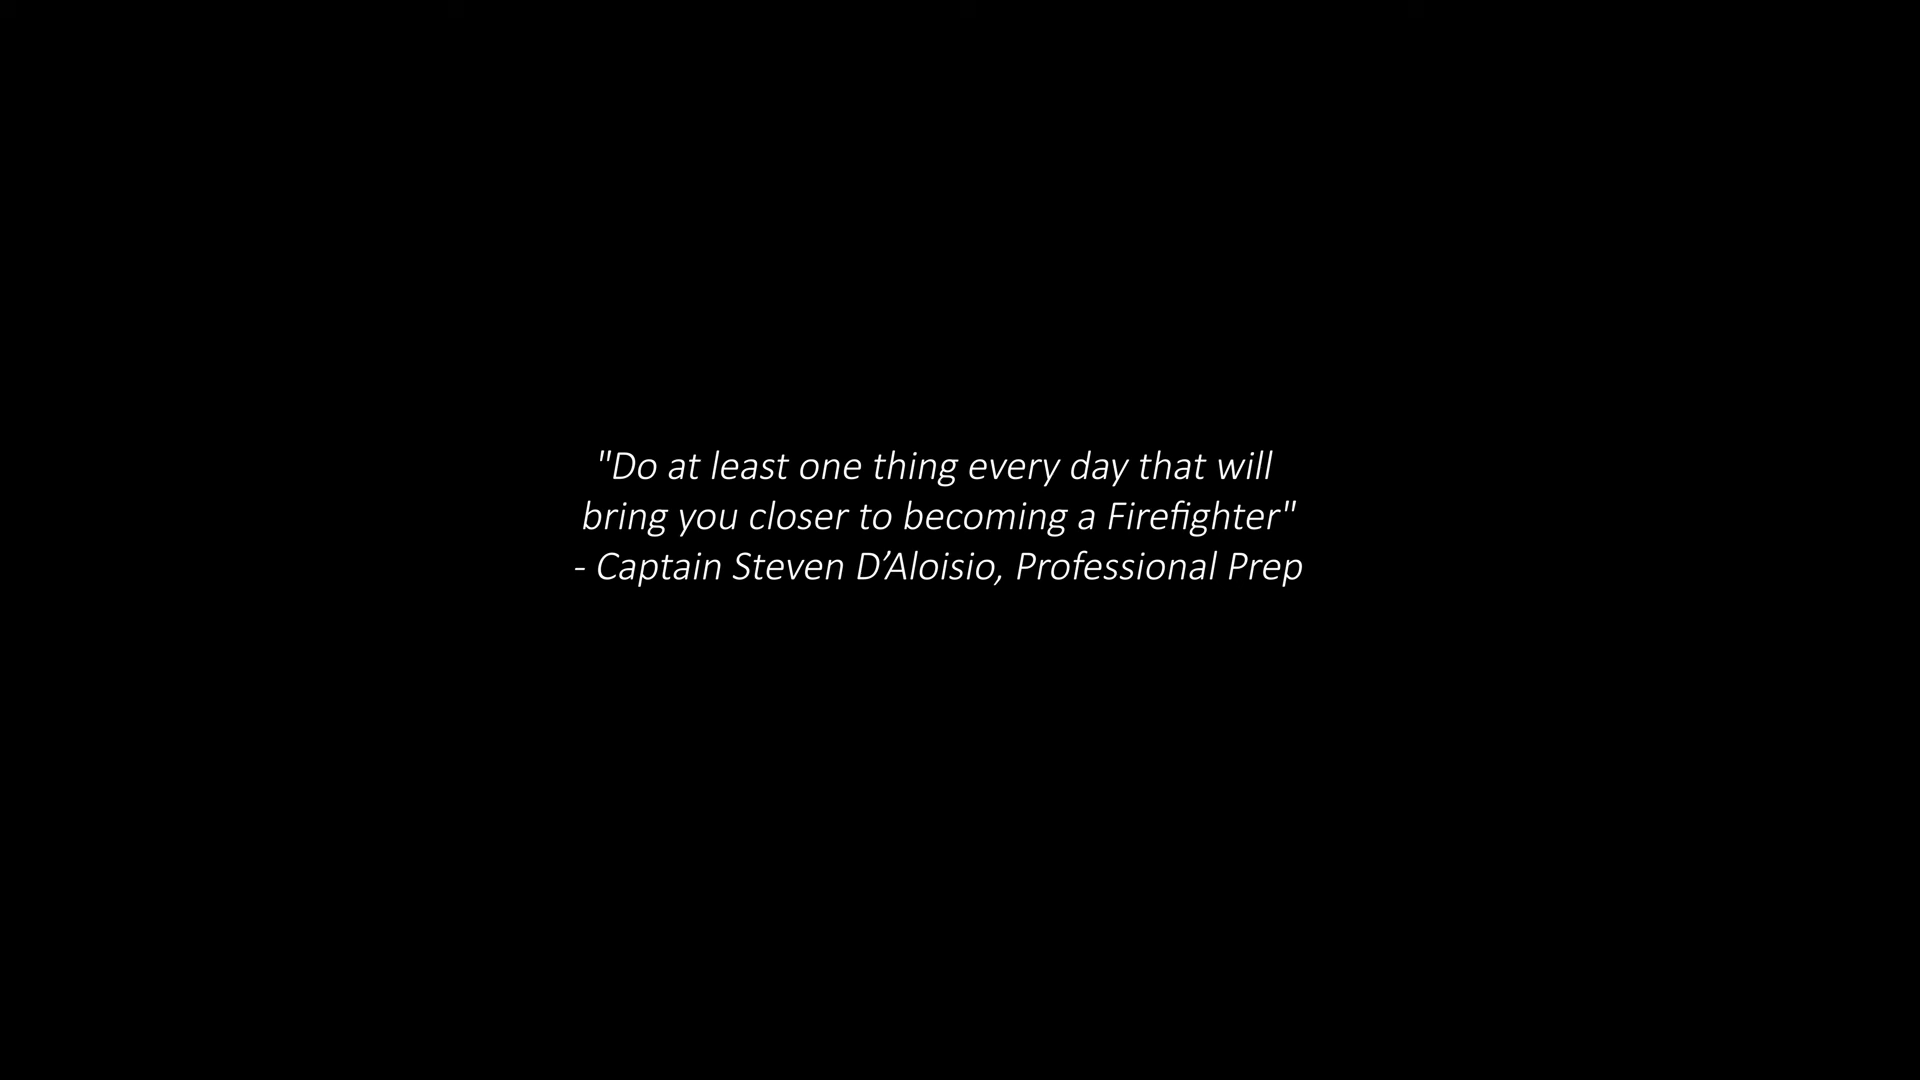 "Do at least one thing every day that will
bring you closer to becoming a Firefighter"
- Captain Steven D’Aloisio, Professional Prep